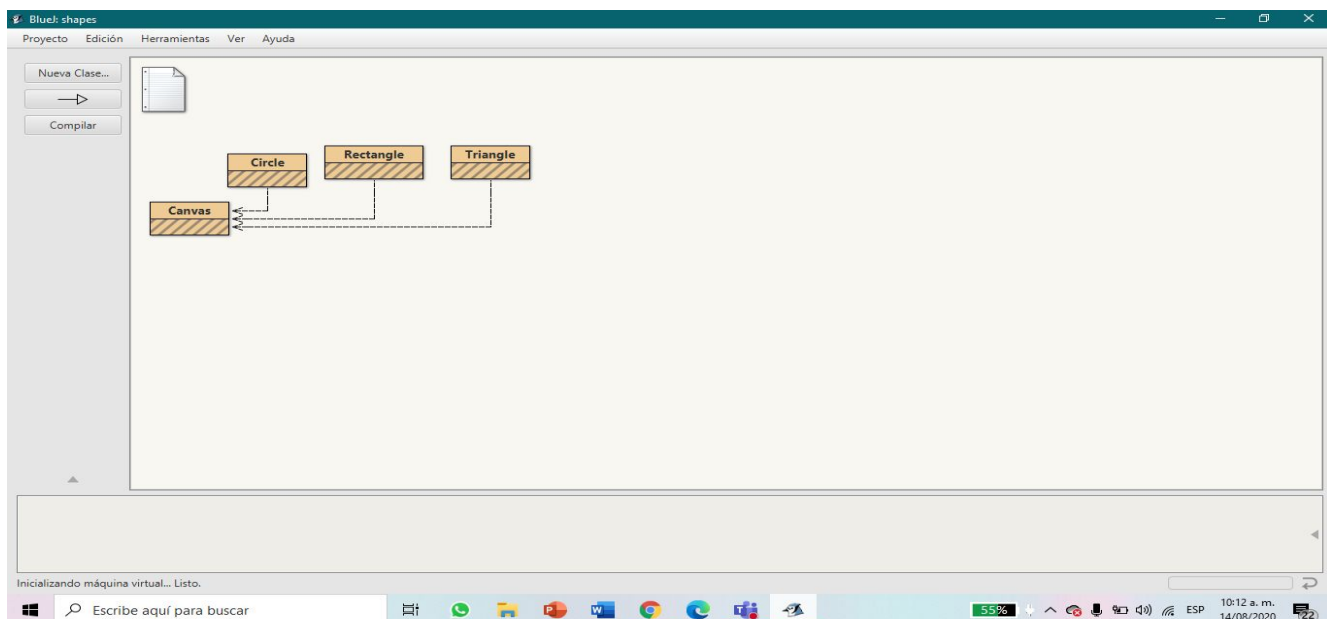 BlueJ: shapes
Proyecto Edición Herramientas Ver Ayuda
Nueva Clase...
Compilar
Circle
Rectangle
Triangle
Canvas
Inicializando máquina virtual... Listo.
Escribe aquí para buscar
55%
ESP
10:12 a. m.
14/08/2020
22